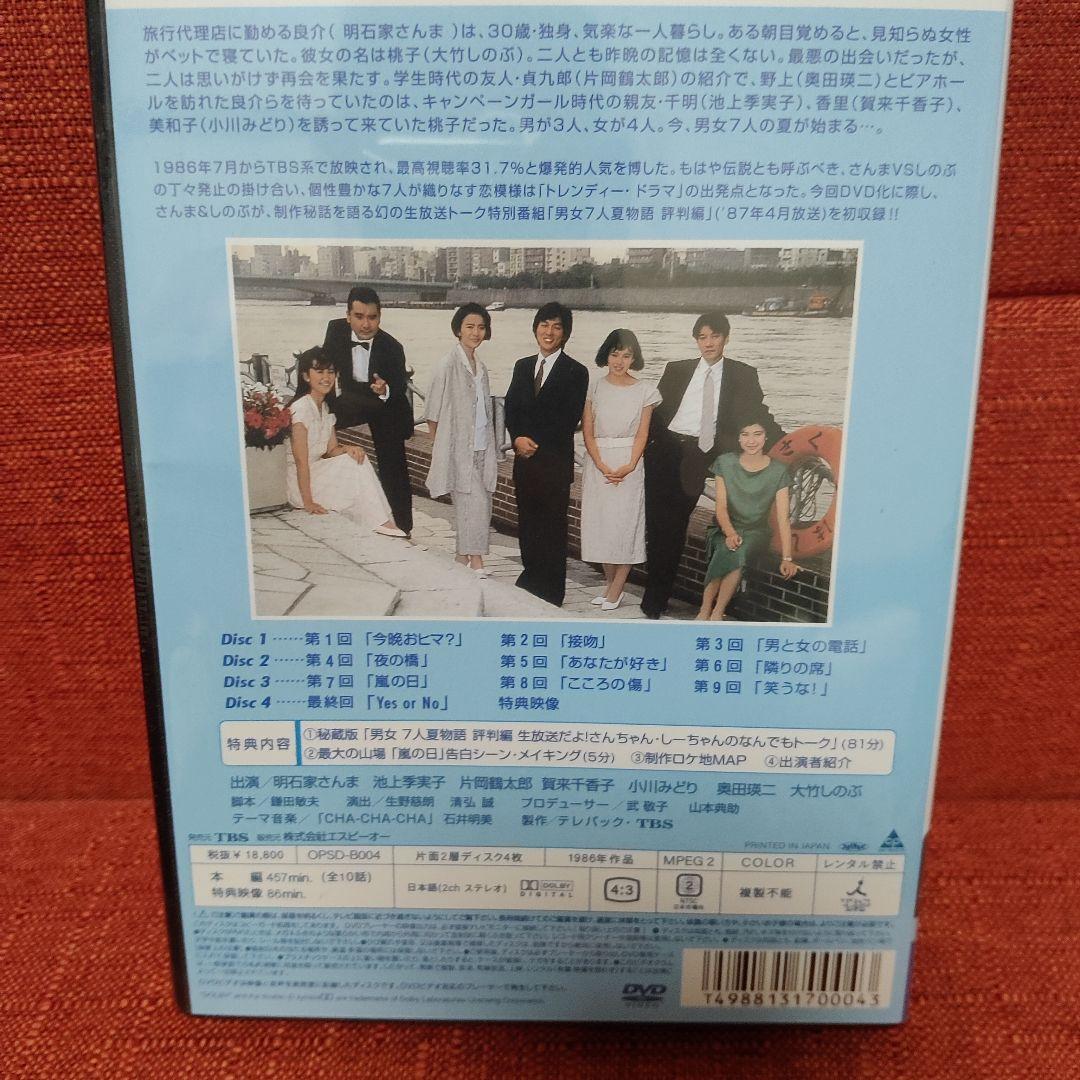 旅行代理店に勤める良介(明石家さんま)は、30歳・独身、気楽な一人暮らし。ある朝目覚めると、見知らぬ女性
がベットで寝ていた。彼女の名は桃子(大竹しのぶ)。二人とも昨晩の記憶は全くない。最悪の出会いだったが、
二人は思いがけず再会を果たす。学生時代の友人・貞九郎(片岡鶴太郎)の紹介で、野上(奥田瑛二)とビアホー
ルを訪れた良介らを待っていたのは、キャンペーンガール時代の親友・千明(池上季実子)、香里(賀来千香子)、
美和子(小川みどり)を誘って来ていた桃子だった。男が3人、女が4人。今、男女7人の夏が始まる…。
1986年7月からTBS系で放映され、最高視聴率31.7%と爆発的人気を博した。もはや伝説とも呼ぶべき、さんまVSしのぶ
の丁々発止の掛け合い、個性豊かな7人が織りなす恋模様は「トレンディー・ドラマ」の出発点となった。今回DVD化に際し、
さんま&しのぶが、制作秘話を語る幻の生放送トーク特別番組「男女7人夏物語 評判編」('87年4月放送)を初収録!!
Disc 1 ……第1回「今晩おヒマ?」 第2回「接吻」 第3回「男と女の電話」
Disc 2 ……第4回「夜の橋」 第5回「あなたが好き」 第6回「隣りの席」
Disc 3 ……第7回「嵐の日」 第8回「こころの傷」 第9回「笑うな!」
Disc 4 ……最終回「Yes or No」 特典映像
特典内容
①秘蔵版「男女7人夏物語 評判編 生放送だよ!さんちゃん・しーちゃんのなんでもトーク」(81分)
②最大の山場「嵐の日」告白シーン・メイキング(5分) ③制作ロケ地MAP ④出演者紹介
出演/明石家さんま 池上季実子 片岡鶴太郎 賀来千香子 小川みどり 奥田瑛二 大竹しのぶ
脚本/鎌田敏夫 演出/生野慈朗 清弘誠 プロデューサー/武敬子 山本典助
テーマ音楽/「CHA-CHA-CHA」石井明美 製作/テレパック・TBS
発売元 TBS 販売元 株式会社エスピーオー
PRINTED IN JAPAN
税抜¥18,800 OPSD-B004 片面2層ディスク4枚 1986年作品 MPEG 2 COLOR レンタル禁止
本編457min.(全10話)
特典映像 86min.
日本語(2ch ステレオ) DOLBY DIGITAL 4:3 2 NTSC 日本市場向 複製不能
DVD VIDEO
T4988131700043